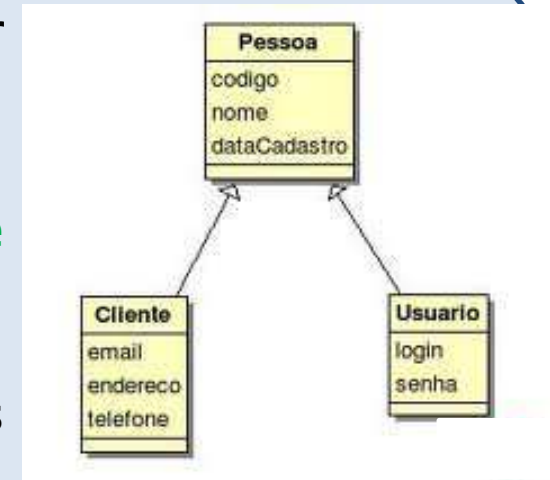 Pessoa
codigo
nome
dataCadastro
Cliente
email
endereco
telefone
Usuario
login
senha